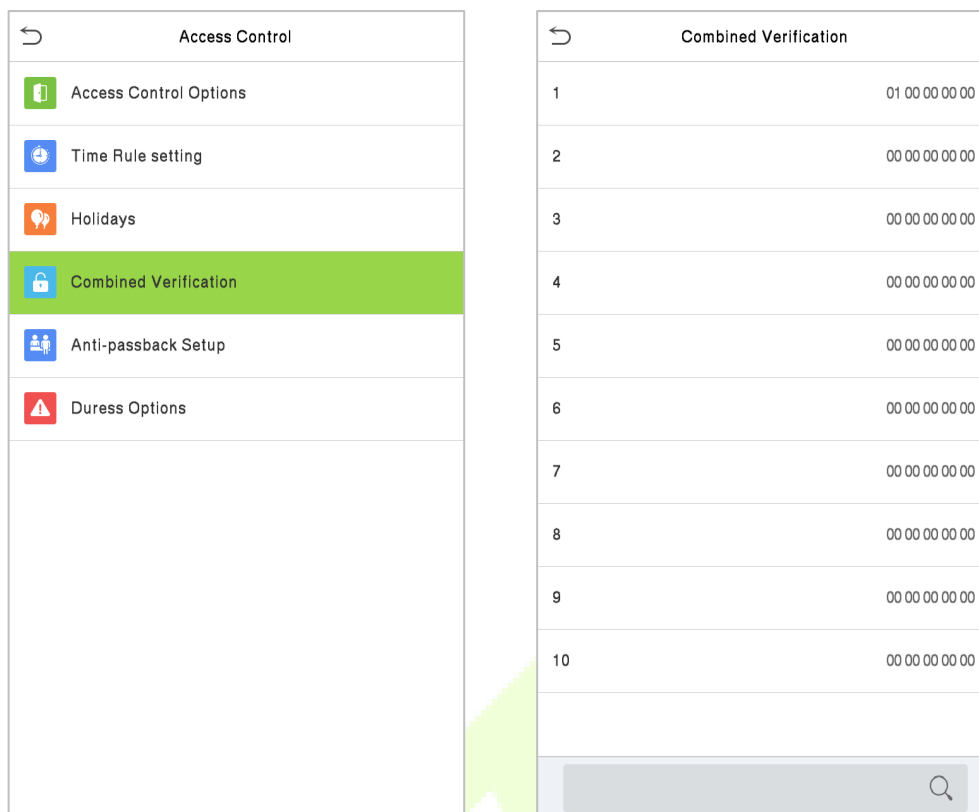 Access Control
Access Control Options
Time Rule setting
Holidays
Combined Verification
Anti-passback Setup
Duress Options
Combined Verification
1 01 00 00 00 00
2 00 00 00 00 00
3 00 00 00 00 00
4 00 00 00 00 00
5 00 00 00 00 00
6 00 00 00 00 00
7 00 00 00 00 00
8 00 00 00 00 00
9 00 00 00 00 00
10 00 00 00 00 00